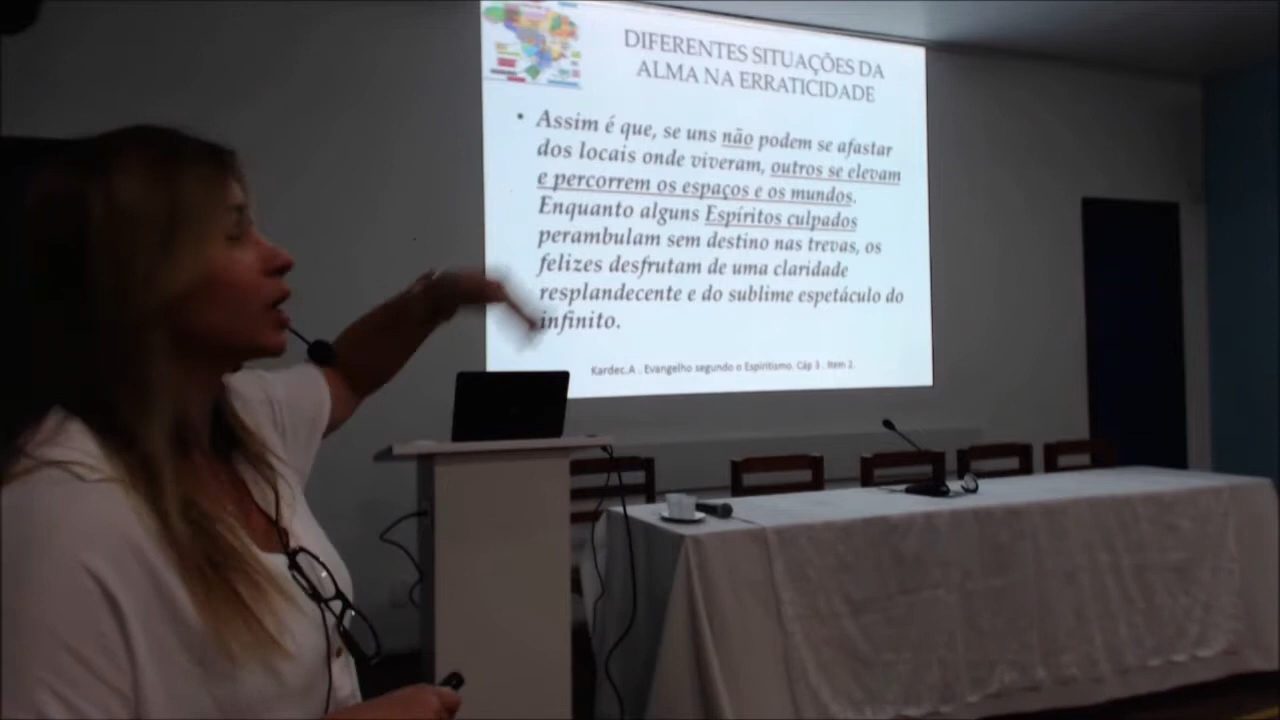 DIFERENTES SITUAÇÕES DA
ALMA NA ERRATICIDADE
• Assim é que, se uns não podem se afastar
dos locais onde viveram, outros se elevam
e percorrem os espaços e os mundos.
Enquanto alguns Espíritos culpados
perambulam sem destino nas trevas, os
felizes desfrutam de uma claridade
resplandecente e do sublime espetáculo do
infinito.
Kardec.A . Evangelho segundo o Espiritismo. Cáp 3 . Item 2.